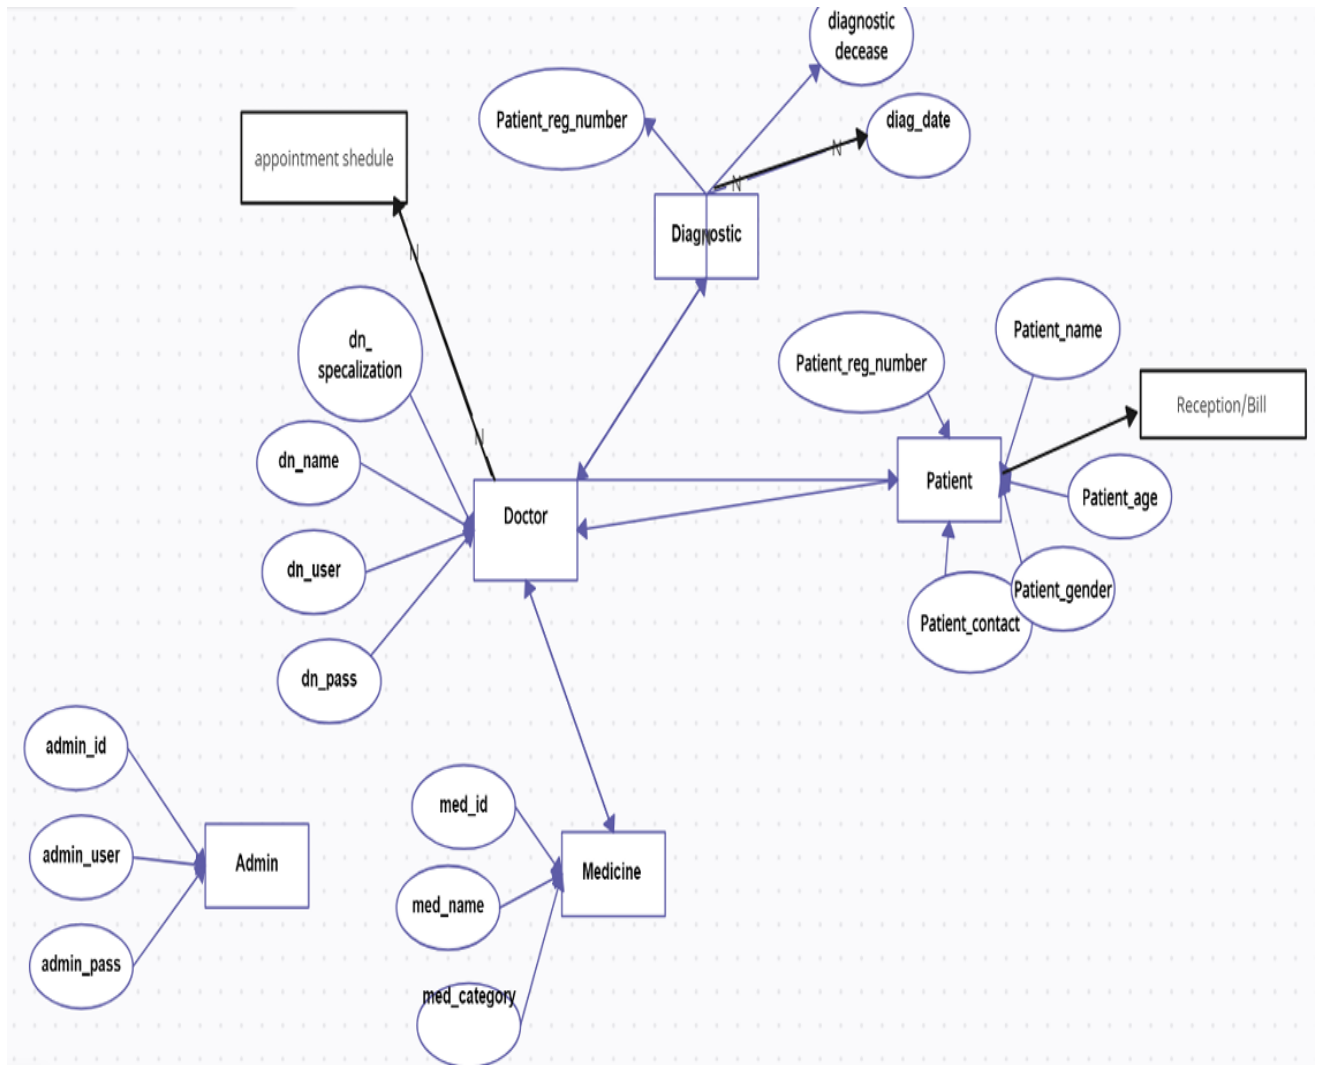 diagnostic
decease
Patient_reg_number
diag_date
N
N
appointment shedule
Diagnostic
N
dn_
specalization
Patient_name
Patient_reg_number
Reception/Bill
N
dn_name
Patient
Patient_age
Doctor
dn_user
Patient_gender
Patient_contact
dn_pass
admin_id
med_id
admin_user
Admin
Medicine
med_name
admin_pass
med_category